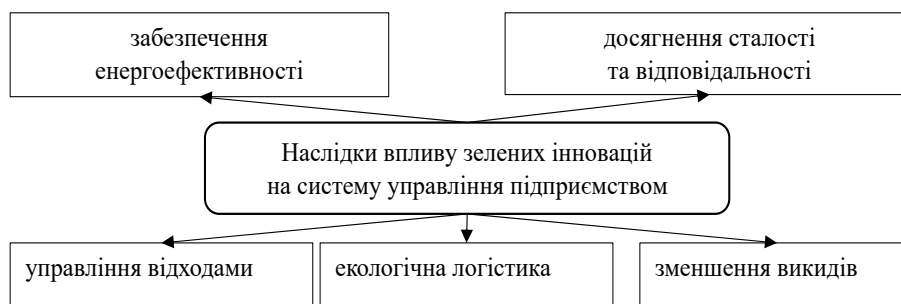 забезпечення
енергоефективності
досягнення сталості
та відповідальності
Наслідки впливу зелених інновацій
на систему управління підприємством
управління відходами
екологічна логістика
зменшення викидів